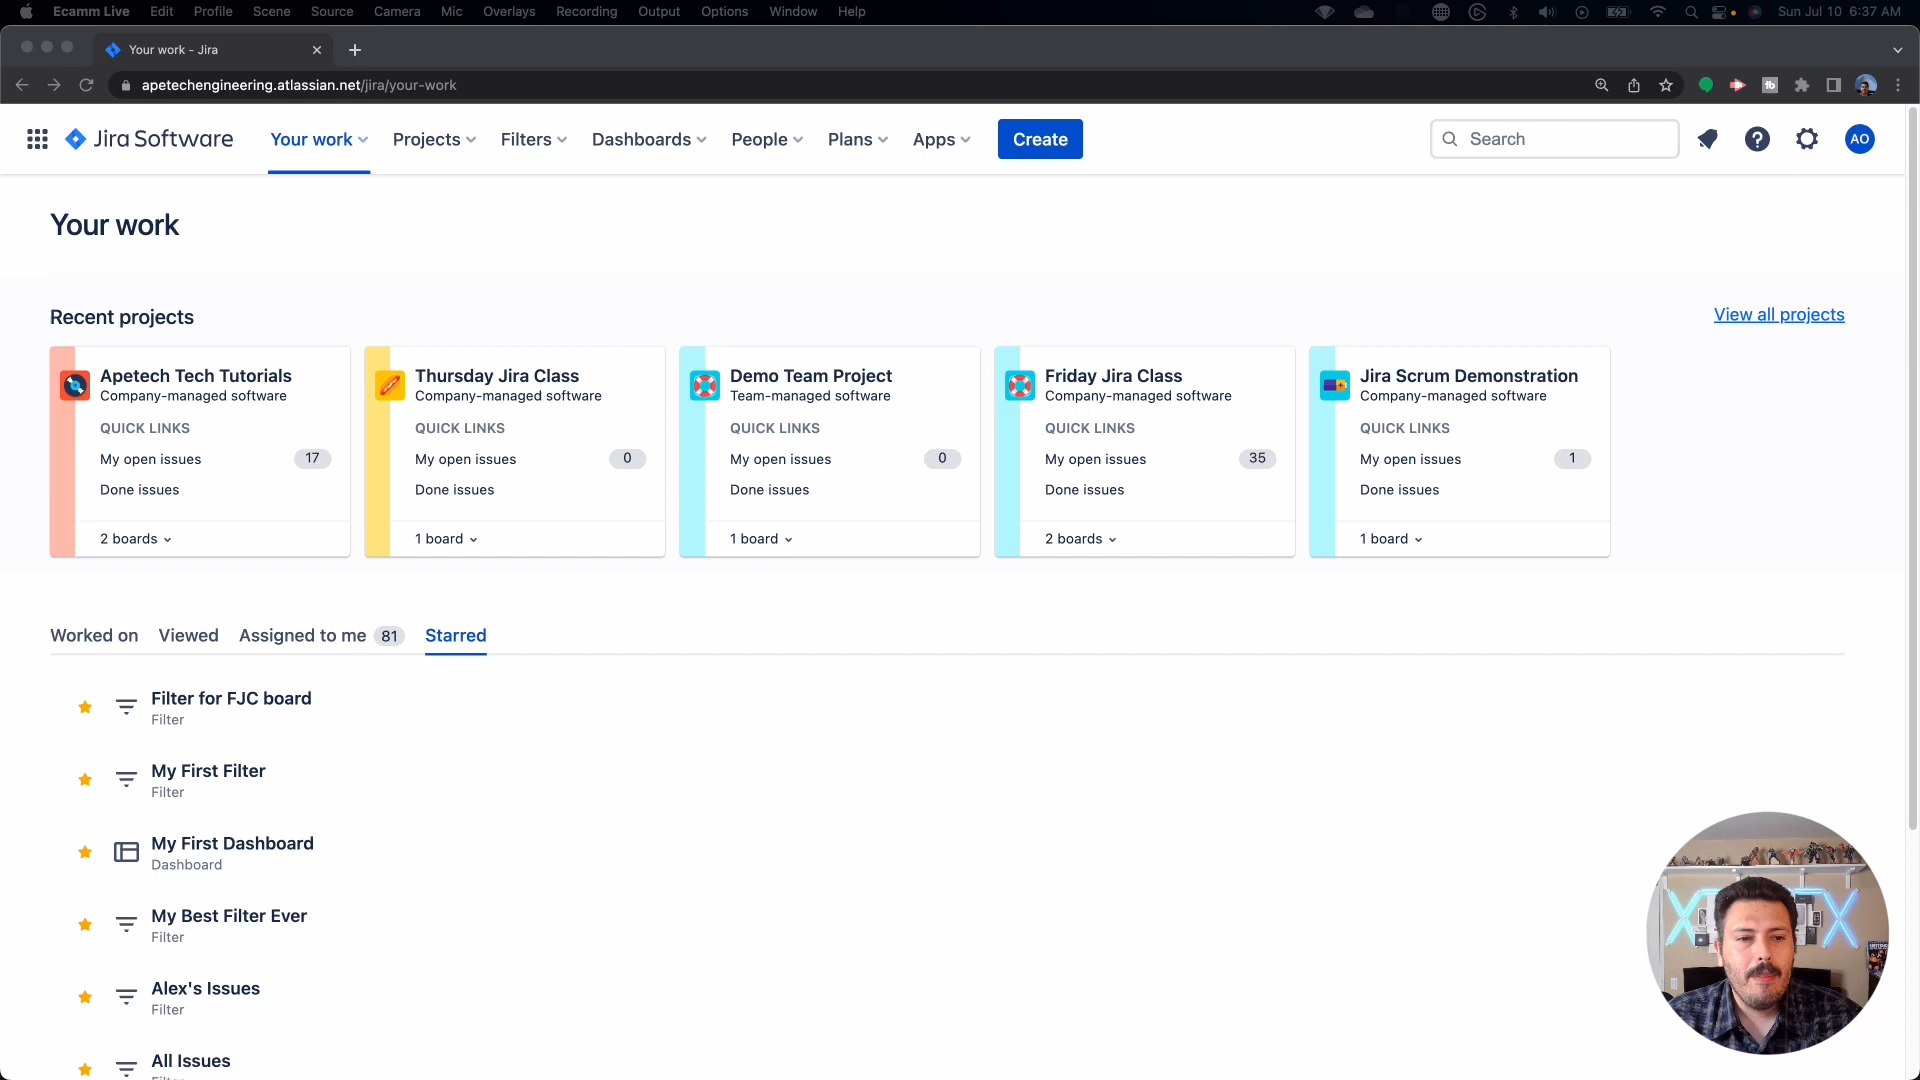 Ecamm Live Edit Profile Scene Source Camera Mic Overlays Recording Output Options Window Help Sun Jul 10 6:37 AM
Your work - Jira
apetechengineering.atlassian.net/jira/your-work
Jira Software Your work Projects Filters Dashboards People Plans Apps Create Search AO
Your work
Recent projects View all projects
Apetech Tech Tutorials
Company-managed software
QUICK LINKS
My open issues 17
Done issues
2 boards
Thursday Jira Class
Company-managed software
QUICK LINKS
My open issues 0
Done issues
1 board
Demo Team Project
Team-managed software
QUICK LINKS
My open issues 0
Done issues
1 board
Friday Jira Class
Company-managed software
QUICK LINKS
My open issues 35
Done issues
2 boards
Jira Scrum Demonstration
Company-managed software
QUICK LINKS
My open issues 1
Done issues
1 board
Worked on Viewed Assigned to me 81 Starred
Filter for FJC board
Filter
My First Filter
Filter
My First Dashboard
Dashboard
My Best Filter Ever
Filter
Alex's Issues
Filter
All Issues